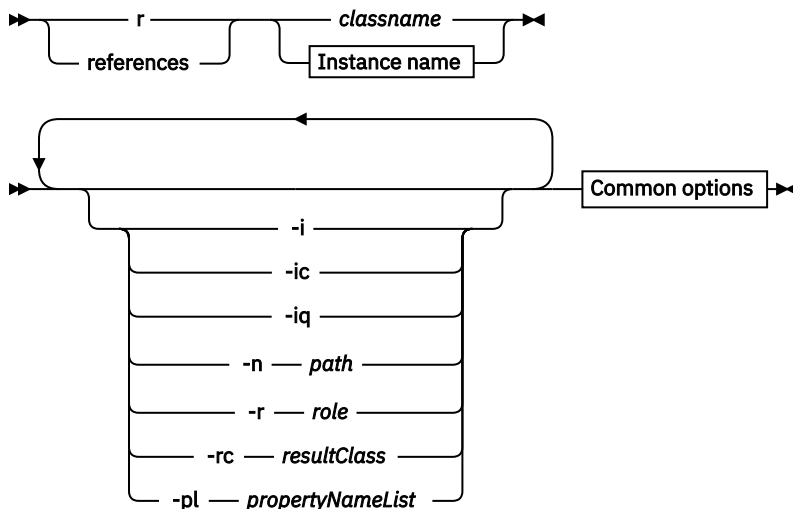 r classname
references Instance name
Common options
-i
-ic
-iq
-n path
-r role
-rc resultClass
-pl propertyNameList